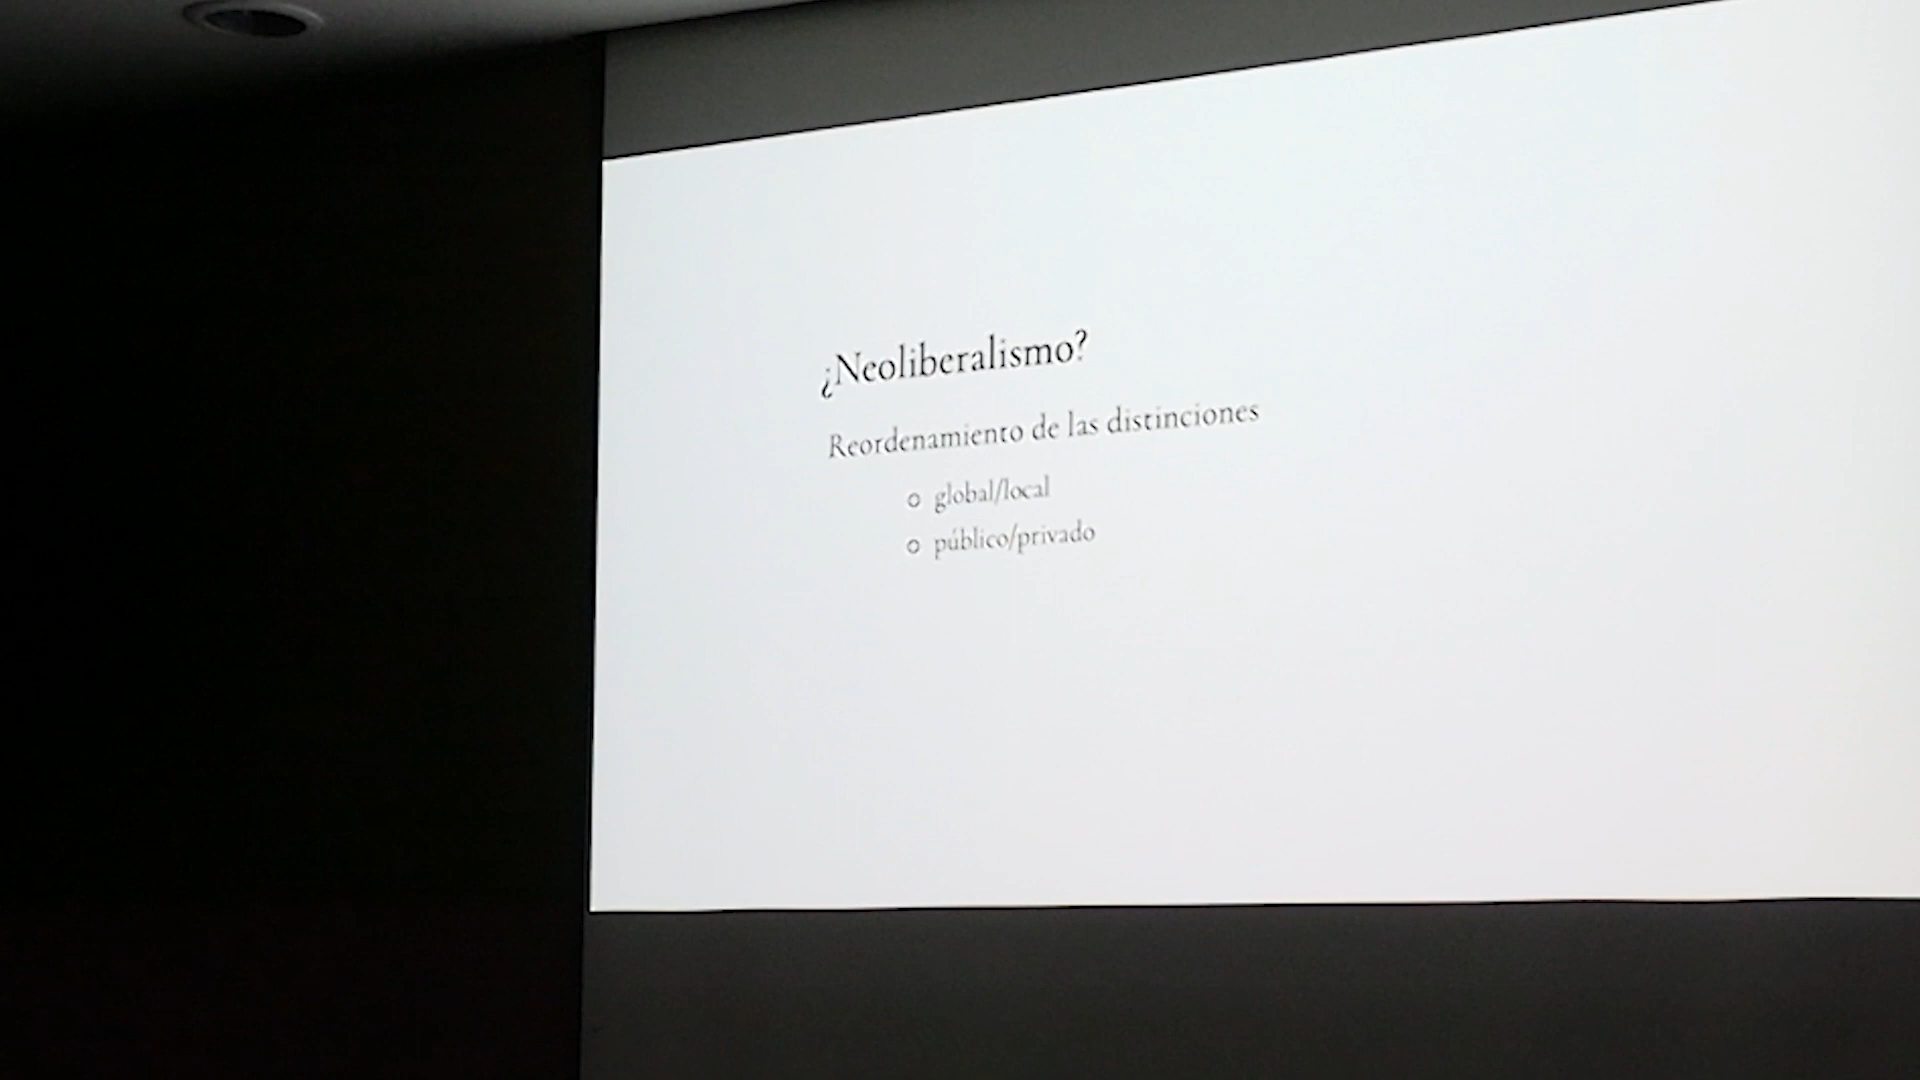 ¿Neoliberalismo?
Reordenamiento de las distinciones
global/local
público/privado